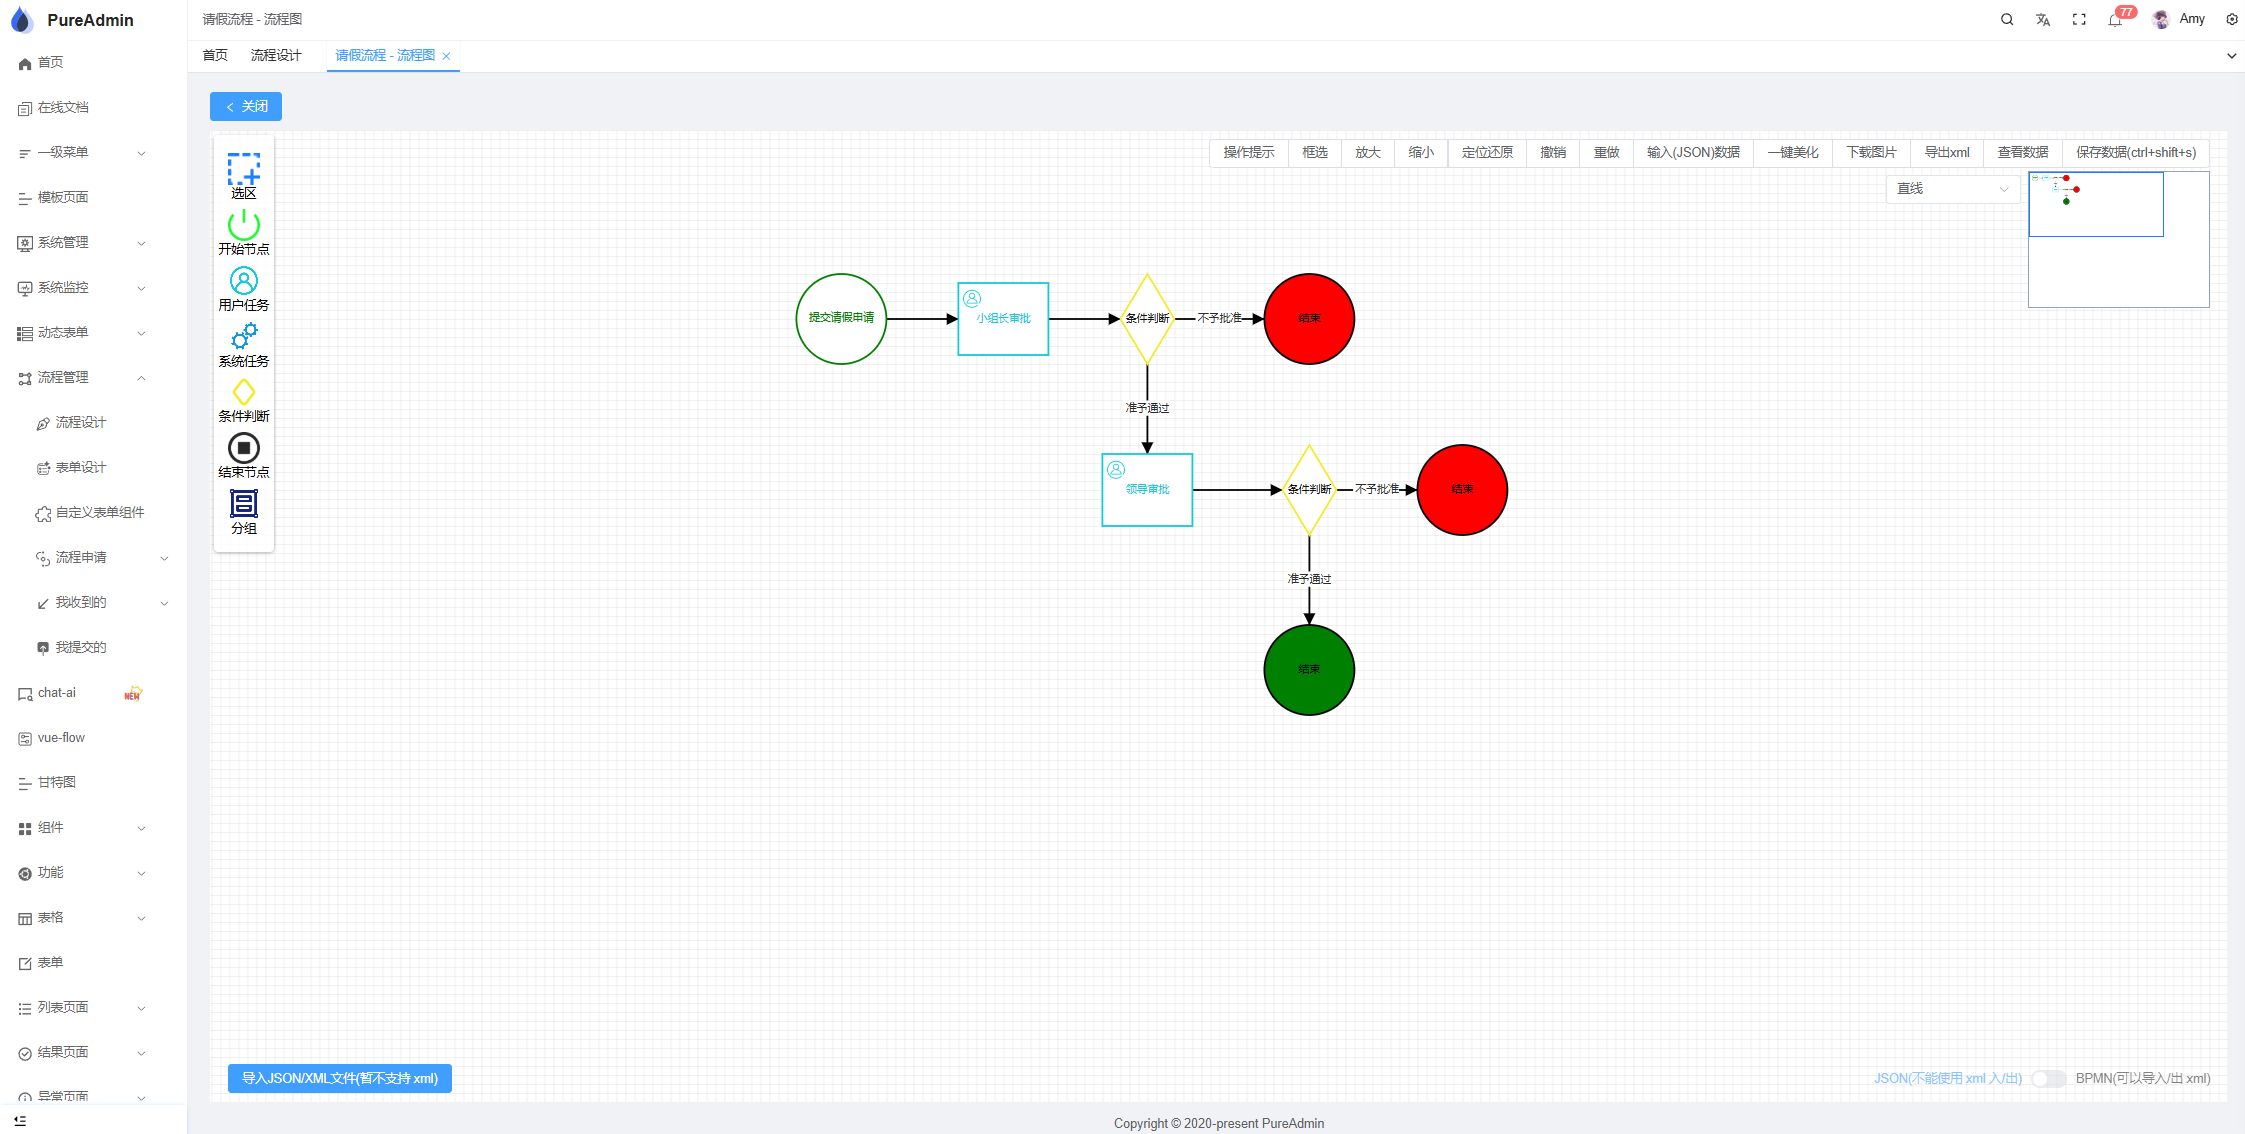 PureAdmin
首页
在线文档
一级菜单
模板页面
系统管理
系统监控
动态表单
流程管理
流程设计
表单设计
自定义表单组件
流程申请
我收到的
我提交的
chat-ai
NEW
vue-flow
甘特图
组件
功能
表格
表单
列表页面
结果页面
异常页面
请假流程 - 流程图
77
Amy
首页 流程设计 请假流程 - 流程图
关闭
选区
开始节点
用户任务
系统任务
条件判断
结束节点
分组
操作提示 框选 放大 缩小 定位还原 撤销 重做 输入(JSON)数据 一键美化 下载图片 导出xml 查看数据 保存数据(ctrl+shift+s)
直线
提交请假申请 小组长审批 条件判断 不予批准 结束
准予通过
领导审批 条件判断 不予批准 结束
准予通过
结束
导入JSON/XML文件(暂不支持 xml)
JSON(不能使用 xml 入/出) BPMN(可以导入/出 xml)
Copyright © 2020-present PureAdmin